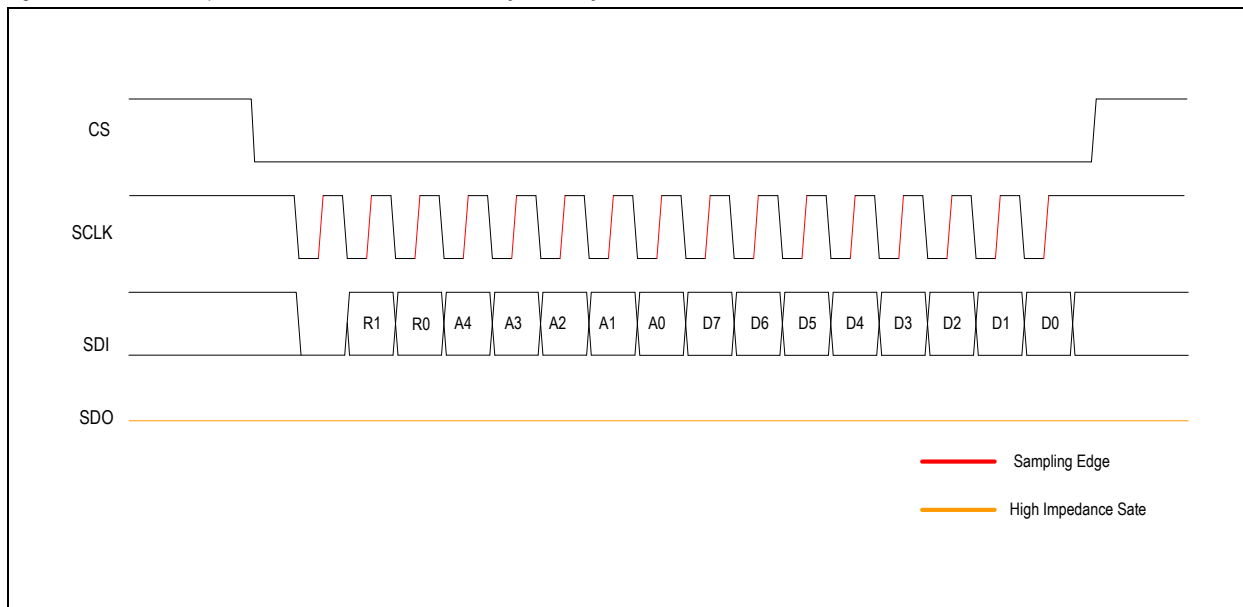 CS
SCLK
R1 R0 A4 A3 A2 A1 A0 D7 D6 D5 D4 D3 D2 D1 D0
SDI
SDO
Sampling Edge
High Impedance Sate